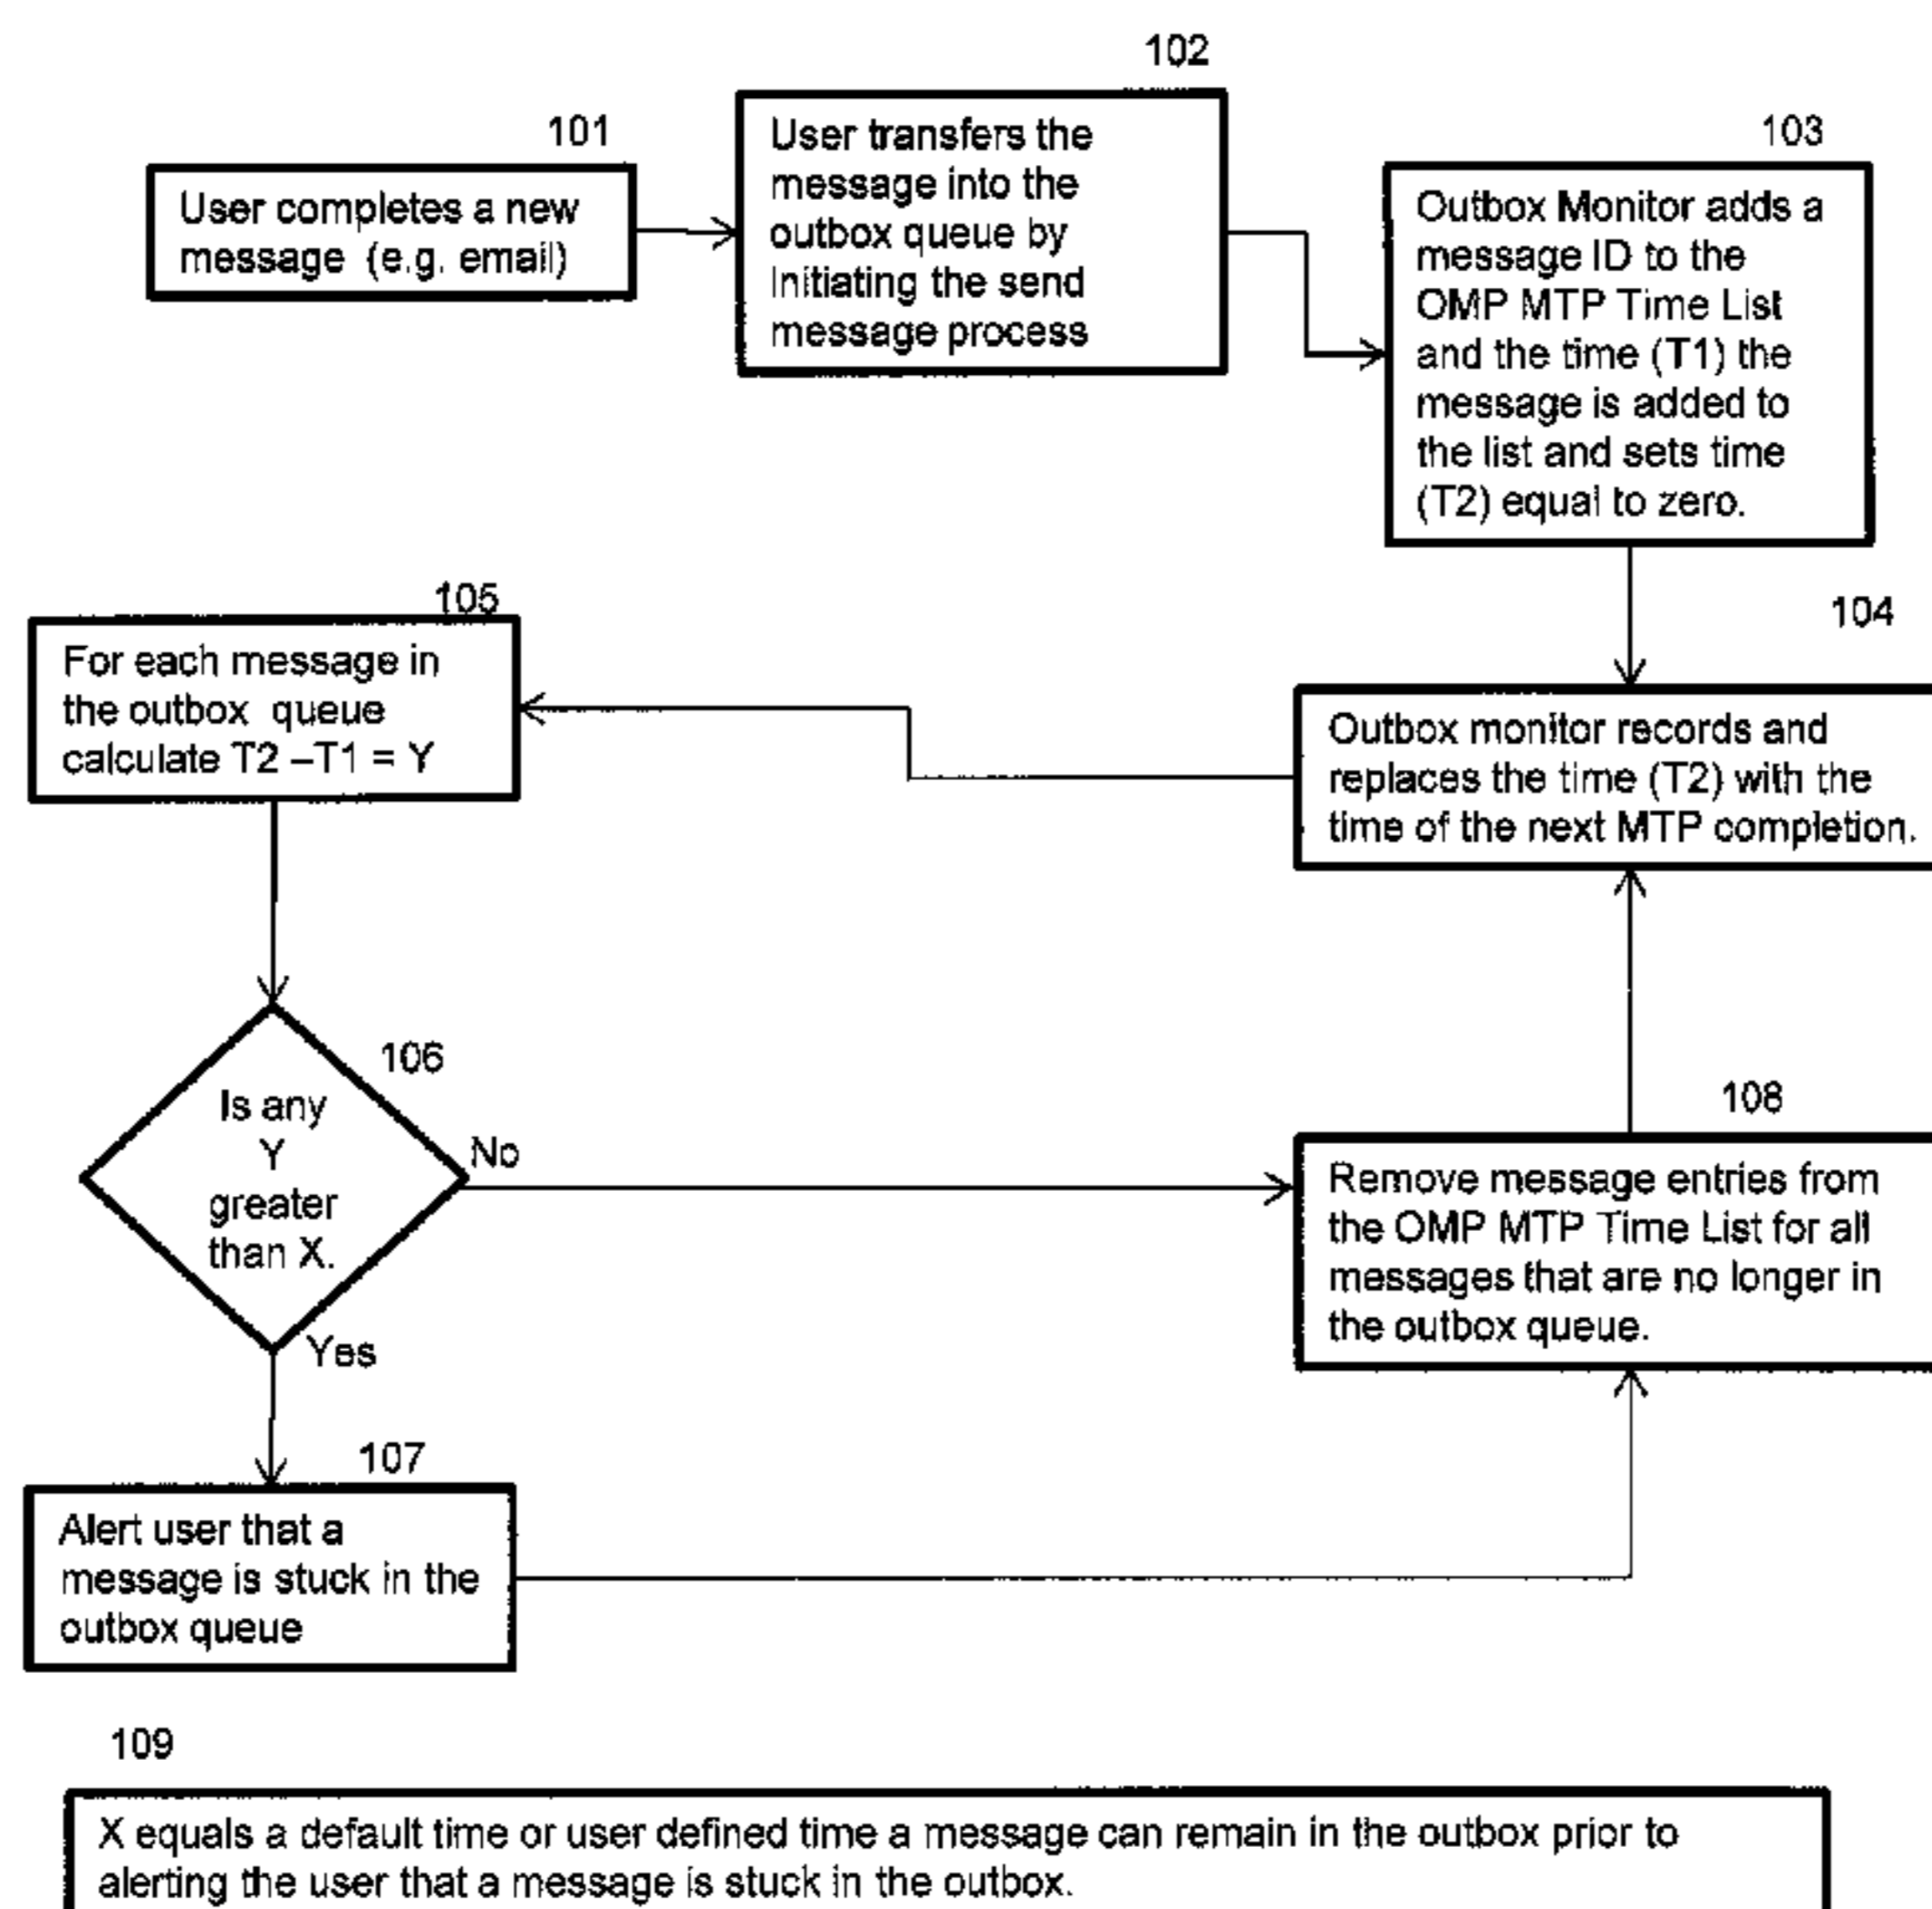 101
User completes a new
message (e.g. email)
102
User transfers the
message into the
outbox queue by
Initiating the send
message process
103
Outbox Monitor adds a
message ID to the
OMP MTP Time List
and the time (T1) the
message is added to
the list and sets time
(T2) equal to zero.
104
Outbox monitor records and
replaces the time (T2) with the
time of the next MTP completion.
105
For each message in
the outbox queue
calculate T2 –T1 = Y
106
Is any
Y
greater
than X.
No
Yes
108
Remove message entries from
the OMP MTP Time List for all
messages that are no longer in
the outbox queue.
107
Alert user that a
message is stuck in the
outbox queue
109
X equals a default time or user defined time a message can remain in the outbox prior to
alerting the user that a message is stuck in the outbox.